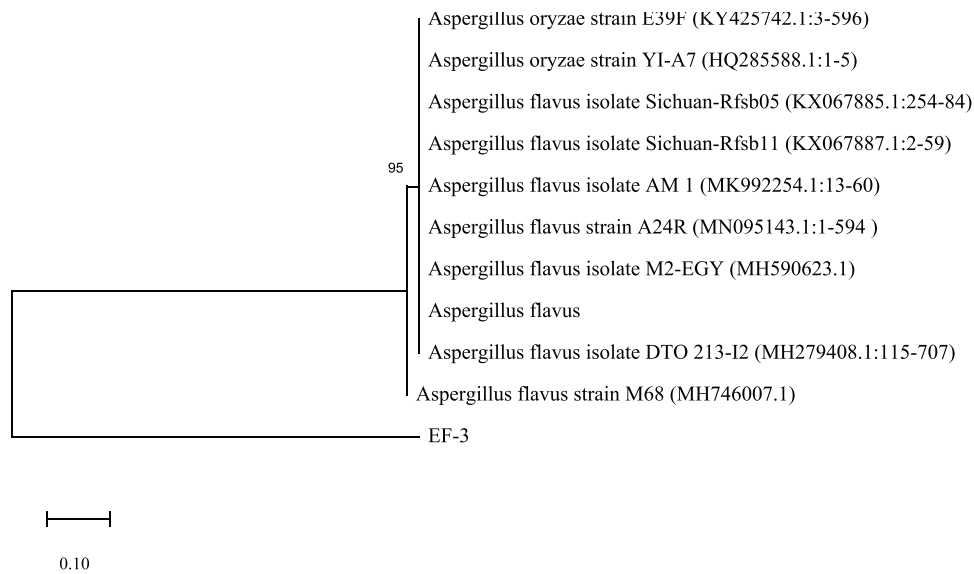 Aspergillus oryzae strain E39F (KY425742.1:3-596)
Aspergillus oryzae strain YI-A7 (HQ285588.1:1-5)
Aspergillus flavus isolate Sichuan-Rfsb05 (KX067885.1:254-84)
Aspergillus flavus isolate Sichuan-Rfsb11 (KX067887.1:2-59)
95
Aspergillus flavus isolate AM 1 (MK992254.1:13-60)
Aspergillus flavus strain A24R (MN095143.1:1-594 )
Aspergillus flavus isolate M2-EGY (MH590623.1)
Aspergillus flavus
Aspergillus flavus isolate DTO 213-I2 (MH279408.1:115-707)
Aspergillus flavus strain M68 (MH746007.1)
EF-3
0.10